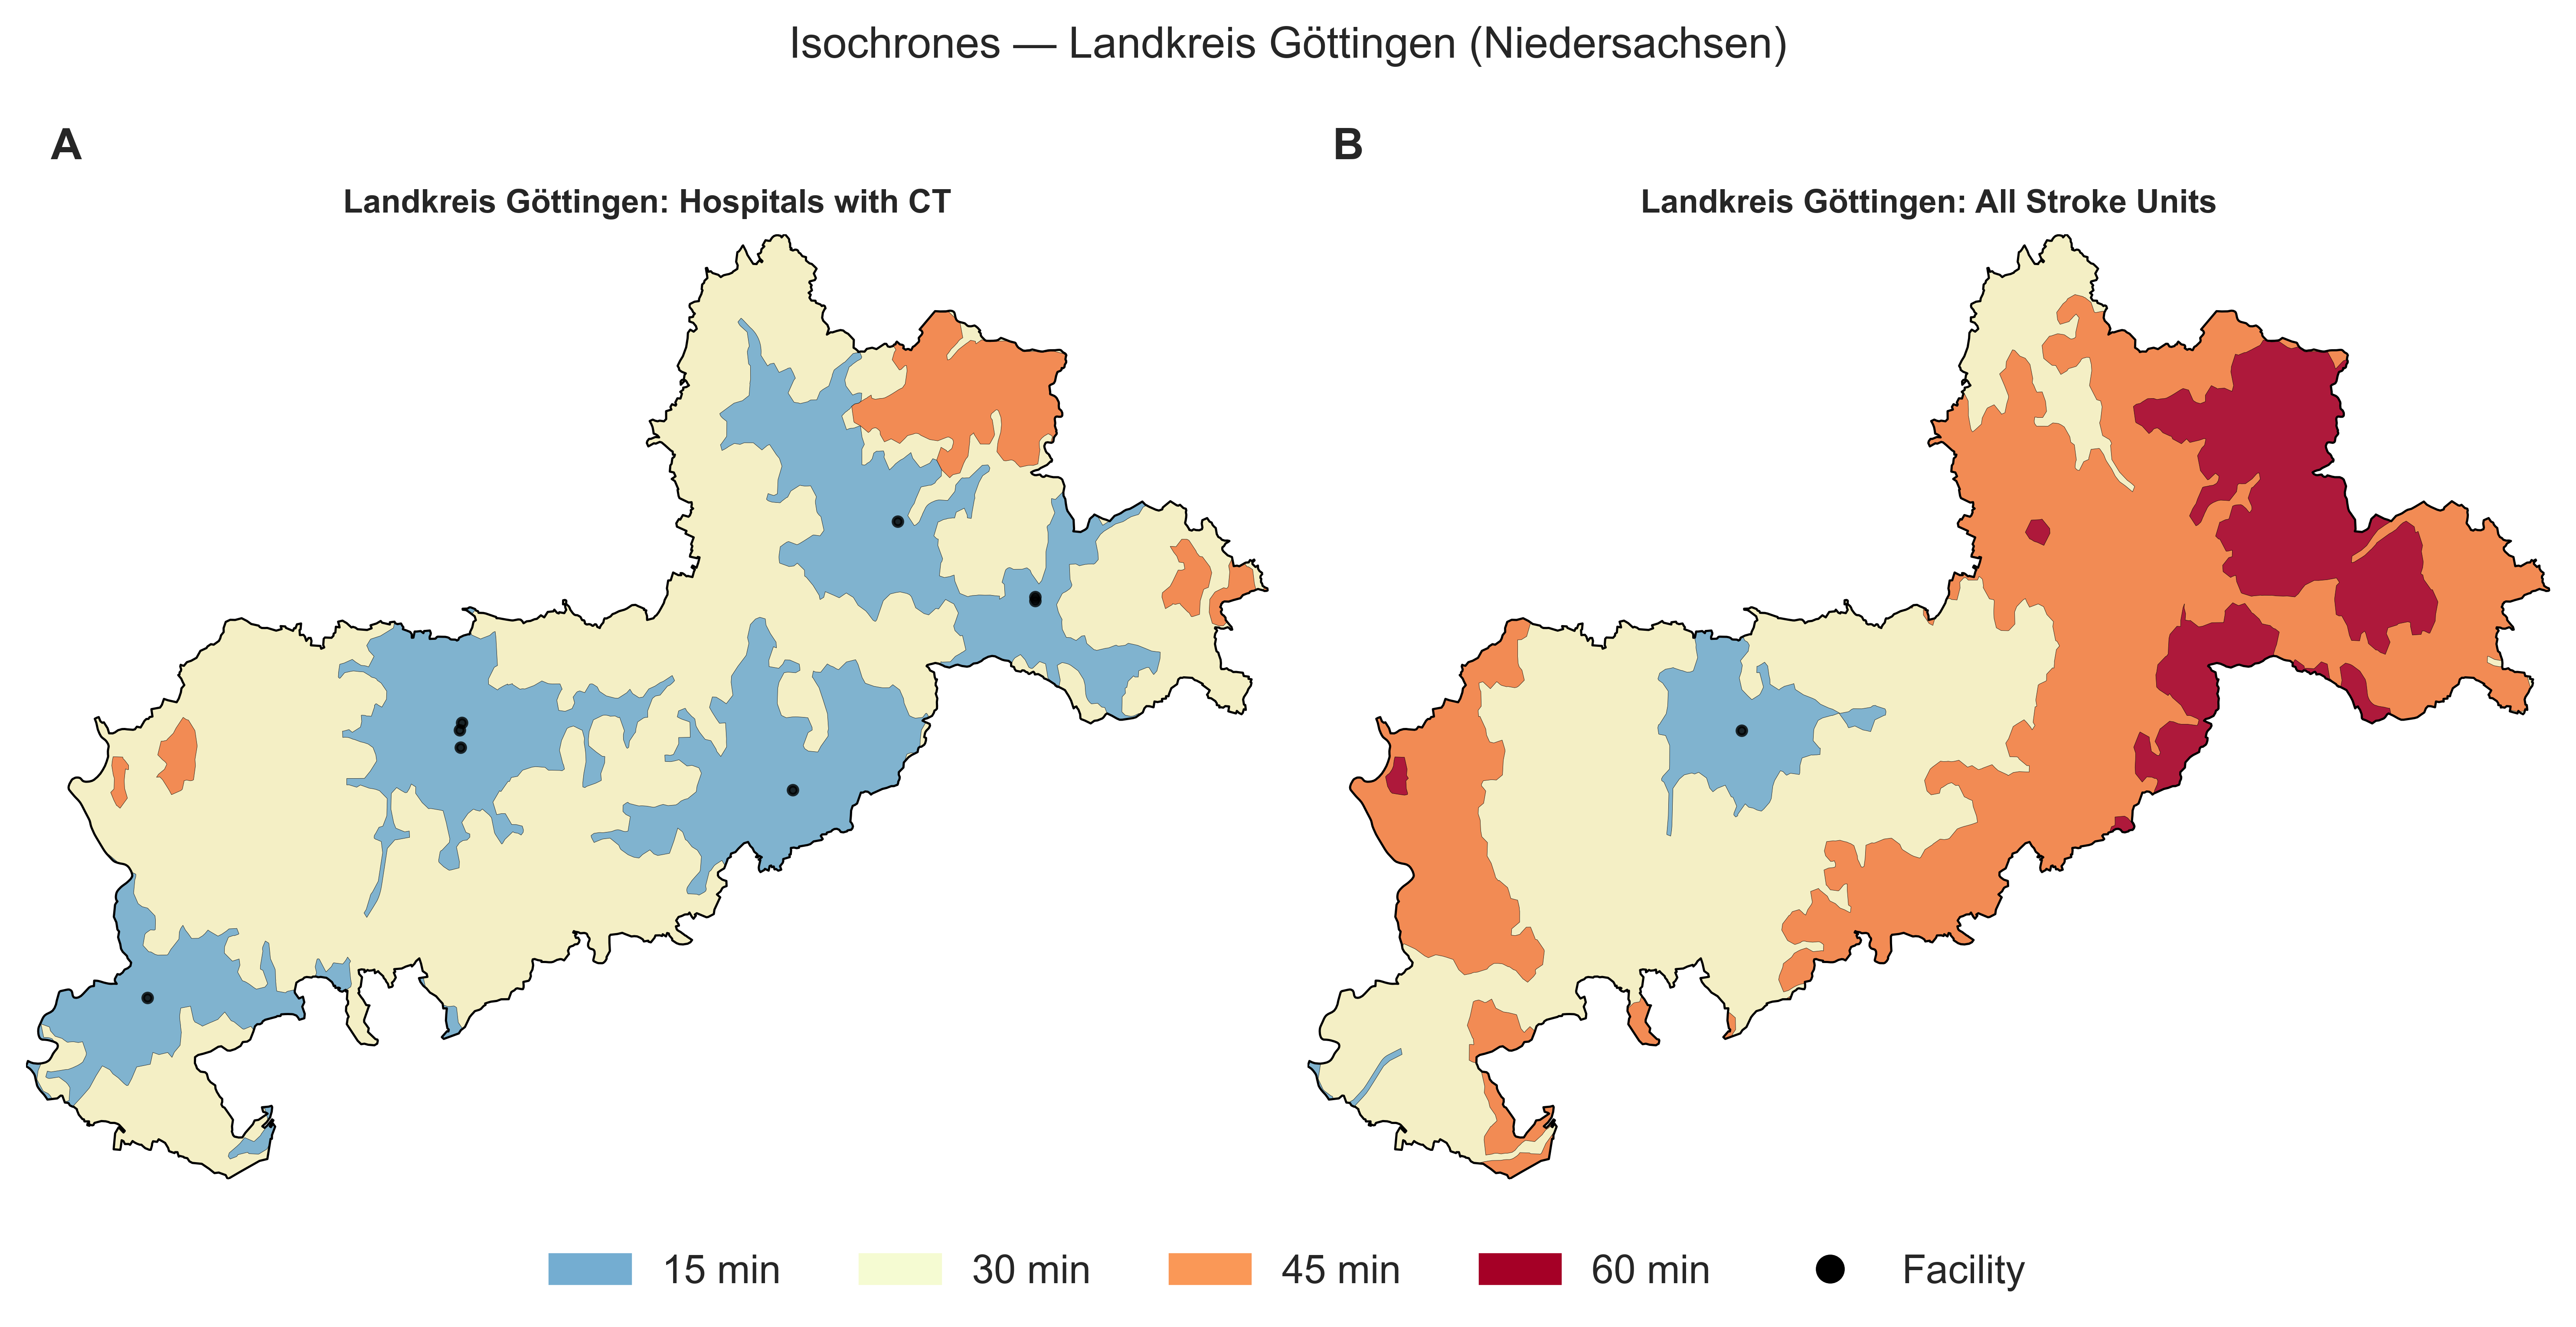 Isochrones — Landkreis Göttingen (Niedersachsen)
A
B
Landkreis Göttingen: Hospitals with CT
Landkreis Göttingen: All Stroke Units
15 min
30 min
45 min
60 min
Facility